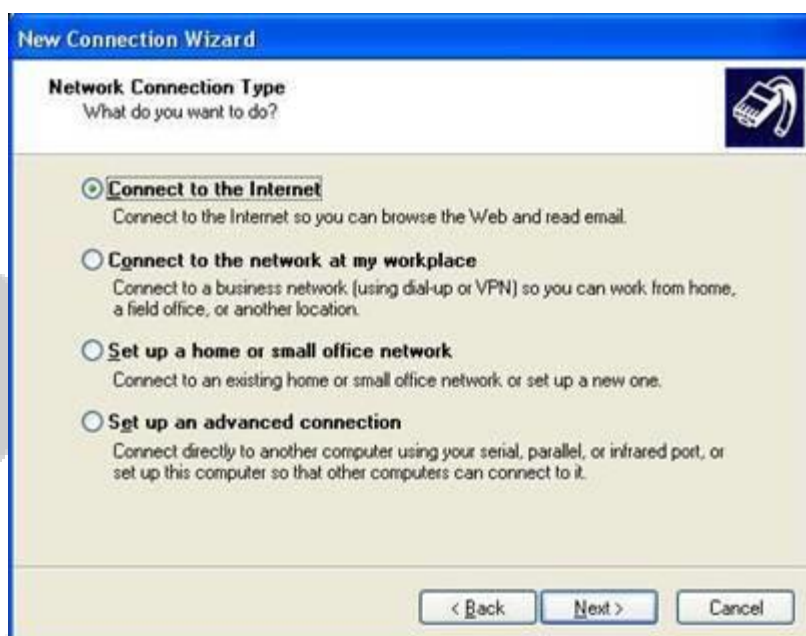 New Connection Wizard
Network Connection Type
What do you want to do?
Connect to the Internet
Connect to the Internet so you can browse the Web and read email.
Connect to the network at my workplace
Connect to a business network (using dial-up or VPN) so you can work from home,
a field office, or another location.
Set up a home or small office network
Connect to an existing home or small office network or set up a new one.
Set up an advanced connection
Connect directly to another computer using your serial, parallel, or infrared port, or
set up this computer so that other computers can connect to it.
< Back Next > Cancel